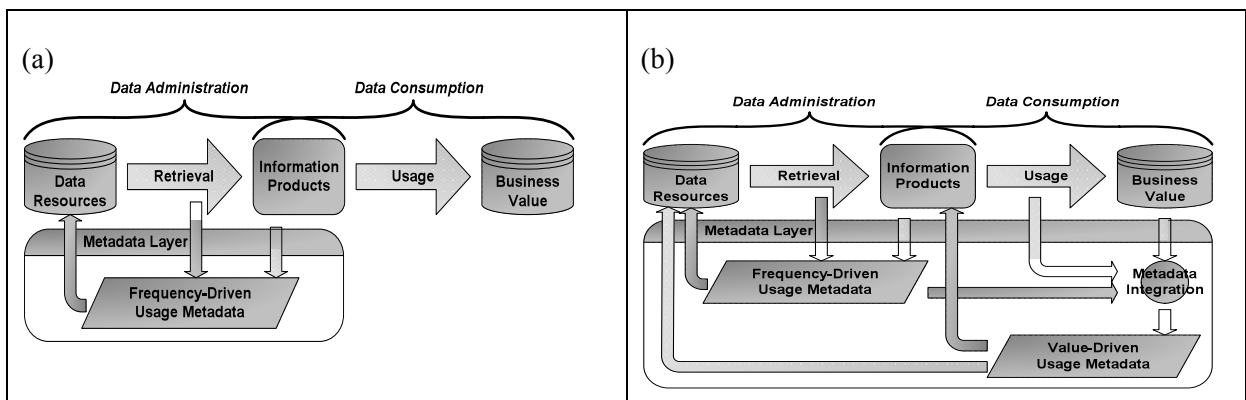 (a)
Data Administration
Data Consumption
Data
Resources
Retrieval
Information
Products
Usage
Business
Value
Metadata Layer
Frequency-Driven
Usage Metadata
(b)
Data Administration
Data Consumption
Data
Resources
Retrieval
Information
Products
Usage
Business
Value
Metadata Layer
Frequency-Driven
Usage Metadata
Metadata
Integration
Value-Driven
Usage Metadata